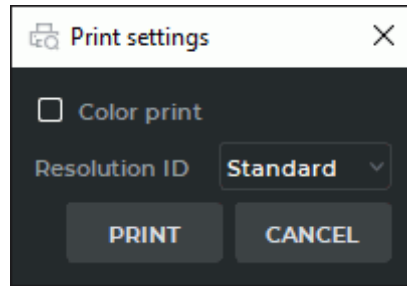 Print settings
Color print
Resolution ID Standard
PRINT CANCEL